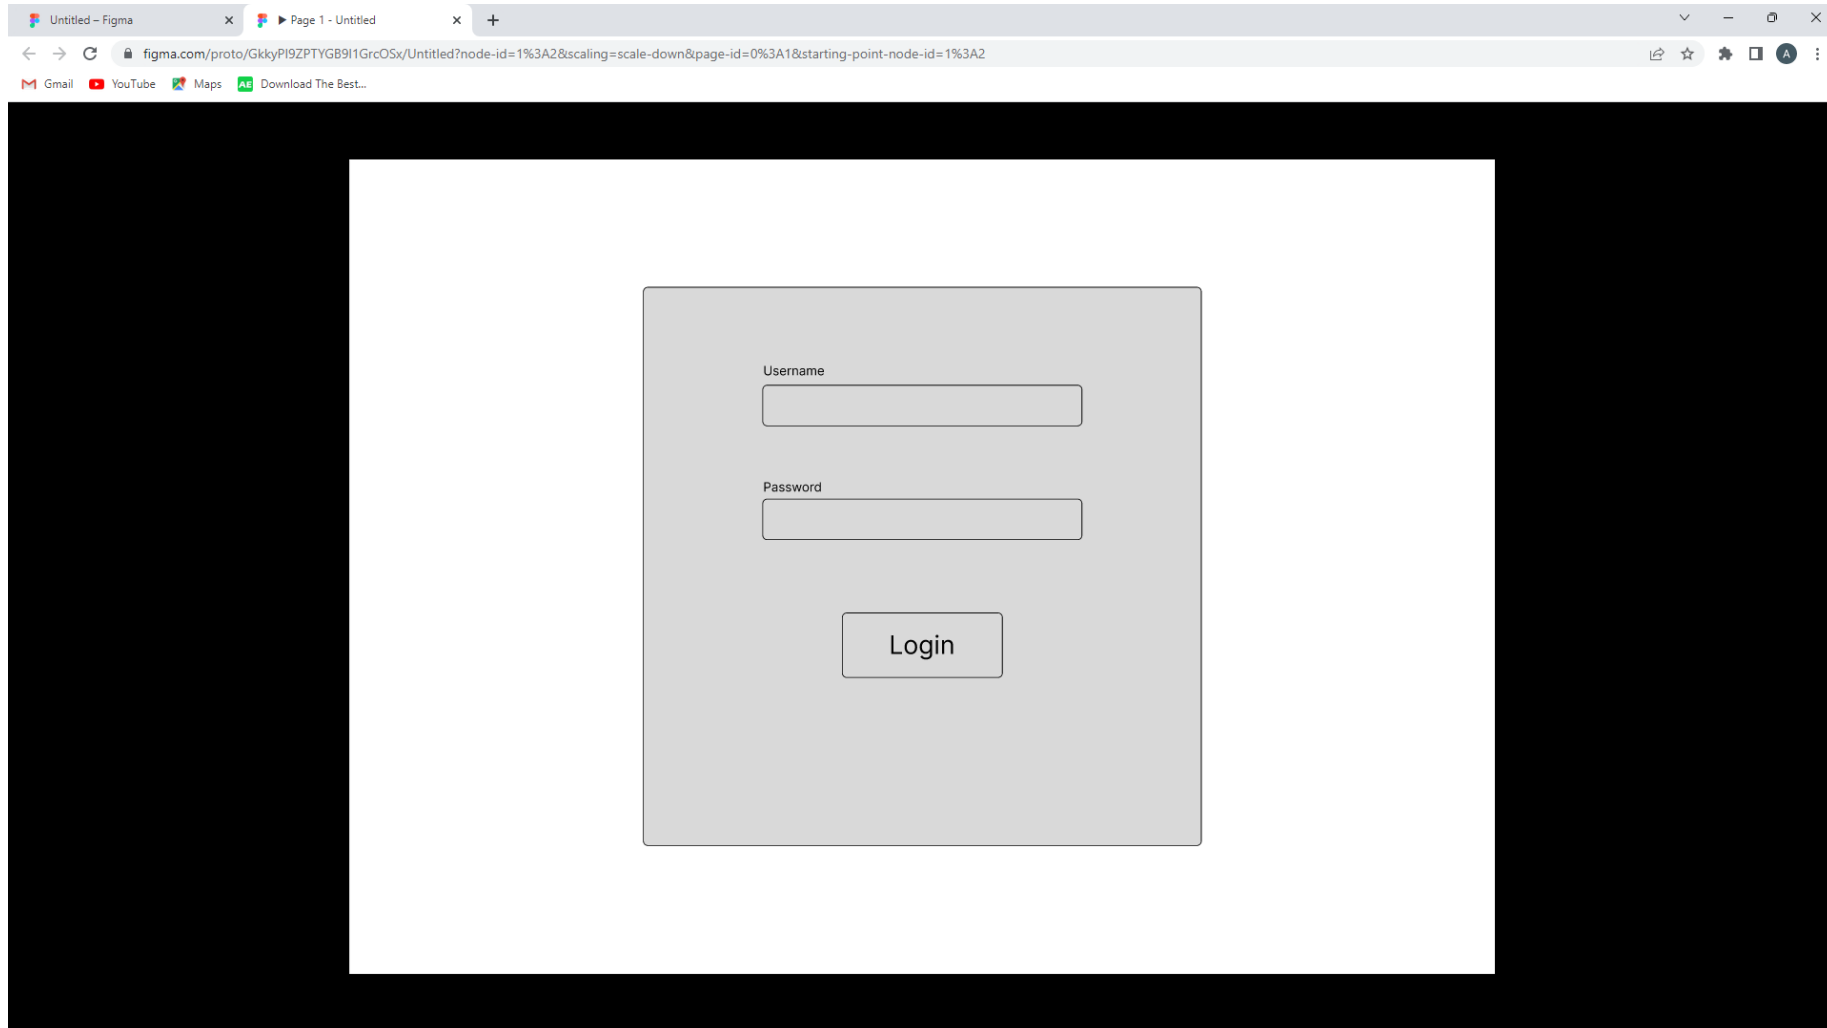 Untitled – Figma
Page 1 - Untitled
figma.com/proto/GkkyPI9ZPTYGB9I1GrcOSx/Untitled?node-id=1%3A2&scaling=scale-down&page-id=0%3A1&starting-point-node-id=1%3A2
A
Gmail YouTube Maps AE Download The Best...
Username
Password
Login